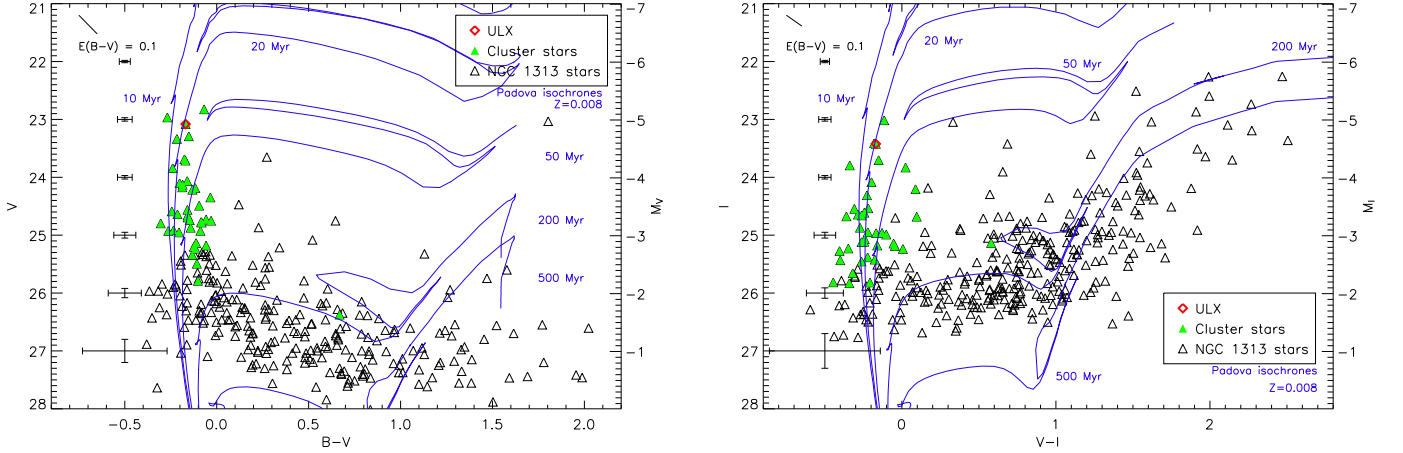 21
22
23
24
25
26
27
28
V
−0.5
0.0
0.5
1.0
1.5
2.0
B−V
−7
−6
−5
−4
−3
−2
−1
Mv
E(B−V) = 0.1
10 Myr
20 Myr
50 Myr
200 Myr
500 Myr
ULX
Cluster stars
NGC 1313 stars
Padova isochrones
Z=0.008
21
22
23
24
25
26
27
28
I
0
1
2
V−I
−7
−6
−5
−4
−3
−2
−1
MI
E(B−V) = 0.1
10 Myr
20 Myr
50 Myr
200 Myr
500 Myr
ULX
Cluster stars
NGC 1313 stars
Padova isochrones
Z=0.008